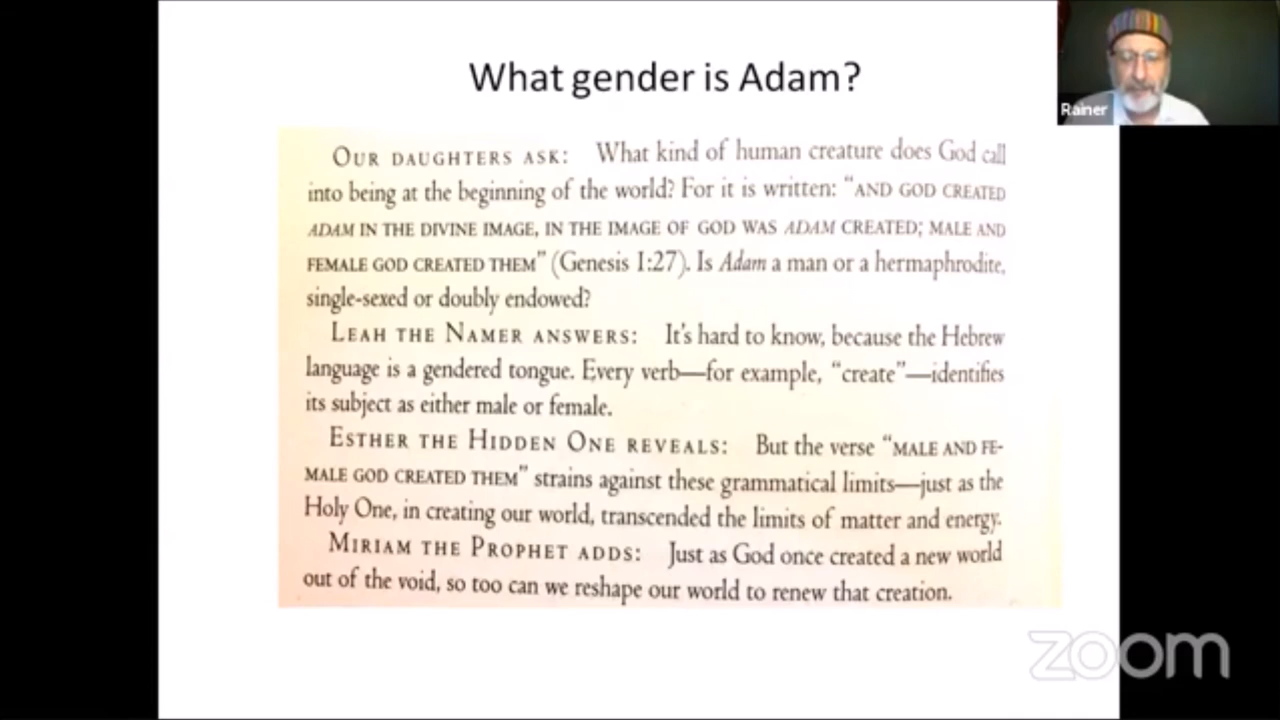 What gender is Adam?
Rainer
OUR DAUGHTERS ASK: What kind of human creature does God call
into being at the beginning of the world? For it is written: “AND GOD CREATED
ADAM IN THE DIVINE IMAGE, IN THE IMAGE OF GOD WAS ADAM CREATED; MALE AND
FEMALE GOD CREATED THEM” (Genesis 1:27). Is Adam a man or a hermaphrodite,
single-sexed or doubly endowed?
LEAH THE NAMER ANSWERS: It’s hard to know, because the Hebrew
language is a gendered tongue. Every verb—for example, “create”—identifies
its subject as either male or female.
ESTHER THE HIDDEN ONE REVEALS: But the verse “MALE AND FE-
MALE GOD CREATED THEM” strains against these grammatical limits—just as the
Holy One, in creating our world, transcended the limits of matter and energy.
MIRIAM THE PROPHET ADDS: Just as God once created a new world
out of the void, so too can we reshape our world to renew that creation.
zoom